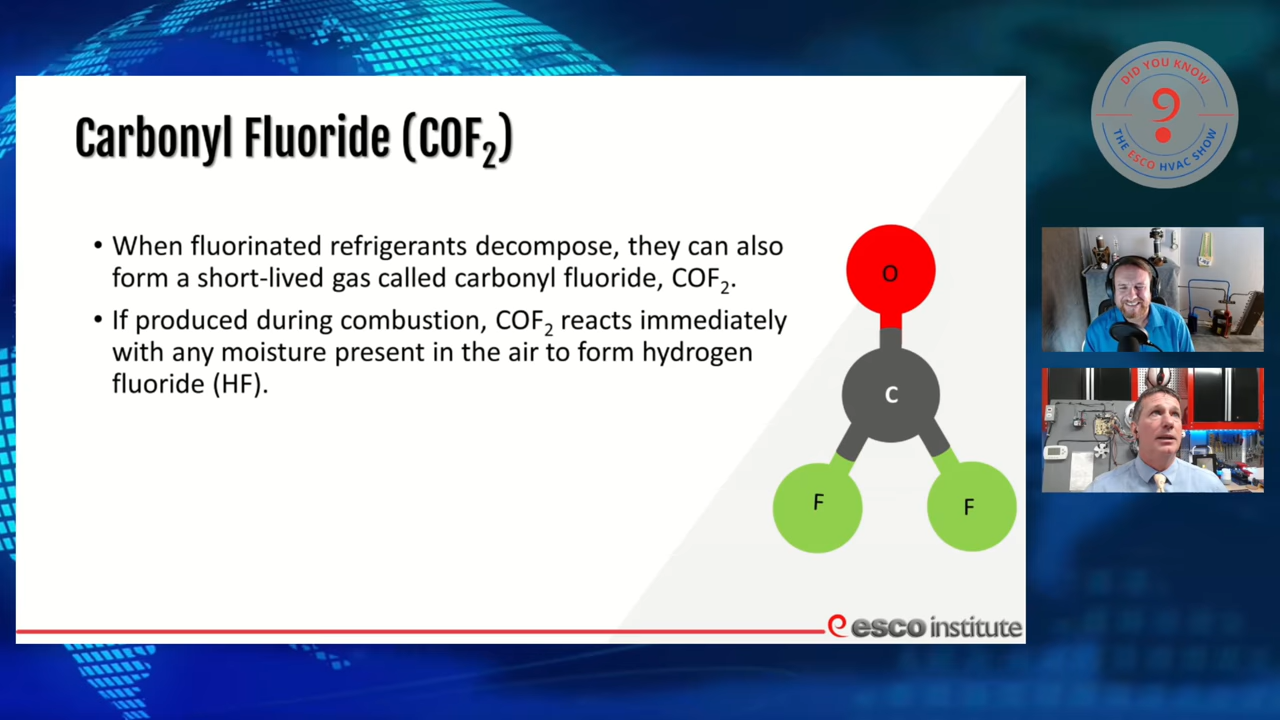 Carbonyl Fluoride (COF₂)
• When fluorinated refrigerants decompose, they can also
form a short-lived gas called carbonyl fluoride, COF₂.
• If produced during combustion, COF₂ reacts immediately
with any moisture present in the air to form hydrogen
fluoride (HF).
O
C
F
F
esco institute
DID YOU KNOW
?
THE ESCO HVAC SHOW